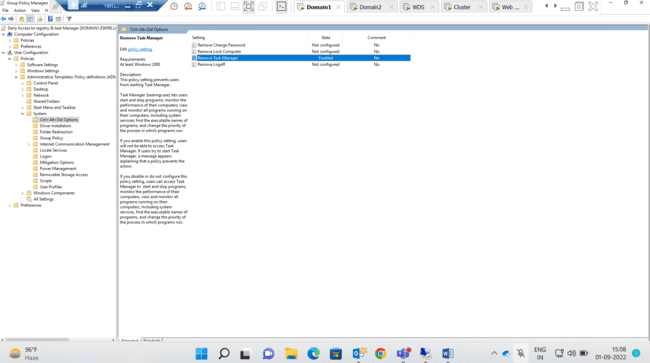 Group Policy Management
File Action View
Domain1
Domain2
WDS
Cluster
Web ...
Deny Access to registry & task Manager [DOMAIN1.ESPIRE.L
Computer Configuration
Policies
Preferences
User Configuration
Policies
Software Settings
Windows Settings
Administrative Templates: Policy definitions (ADM
Control Panel
Desktop
Network
Shared Folders
Start Menu and Taskbar
System
Ctrl+Alt+Del Options
Driver Installation
Folder Redirection
Group Policy
Internet Communication Management
Locale Services
Logon
Mitigation Options
Power Management
Removable Storage Access
Scripts
User Profiles
Windows Components
All Settings
Preferences
Ctrl+Alt+Del Options
Remove Task Manager
Edit policy setting.
Requirements:
At least Windows 2000
Description:
This policy setting prevents users
from starting Task Manager.
Task Manager (taskmgr.exe) lets users
start and stop programs; monitor the
performance of their computers; view
and monitor all programs running on
their computers, including system
services; find the executable names of
programs; and change the priority of
the process in which programs run.
If you enable this policy setting, users
will not be able to access Task
Manager. If users try to start Task
Manager, a message appears
explaining that a policy prevents the
action.
If you disable or do not configure this
policy setting, users can access Task
Manager to start and stop programs,
monitor the performance of their
computers, view and monitor all
programs running on their
computers, including system
services, find the executable names of
programs, and change the priority of
the process in which programs run.
Setting State Comment
Remove Change Password Not configured No
Remove Lock Computer Not configured No
Remove Task Manager Enabled No
Remove Logoff Not configured No
Extended Standard
96°F
Haze
ENG
IN
15:08
01-09-2022